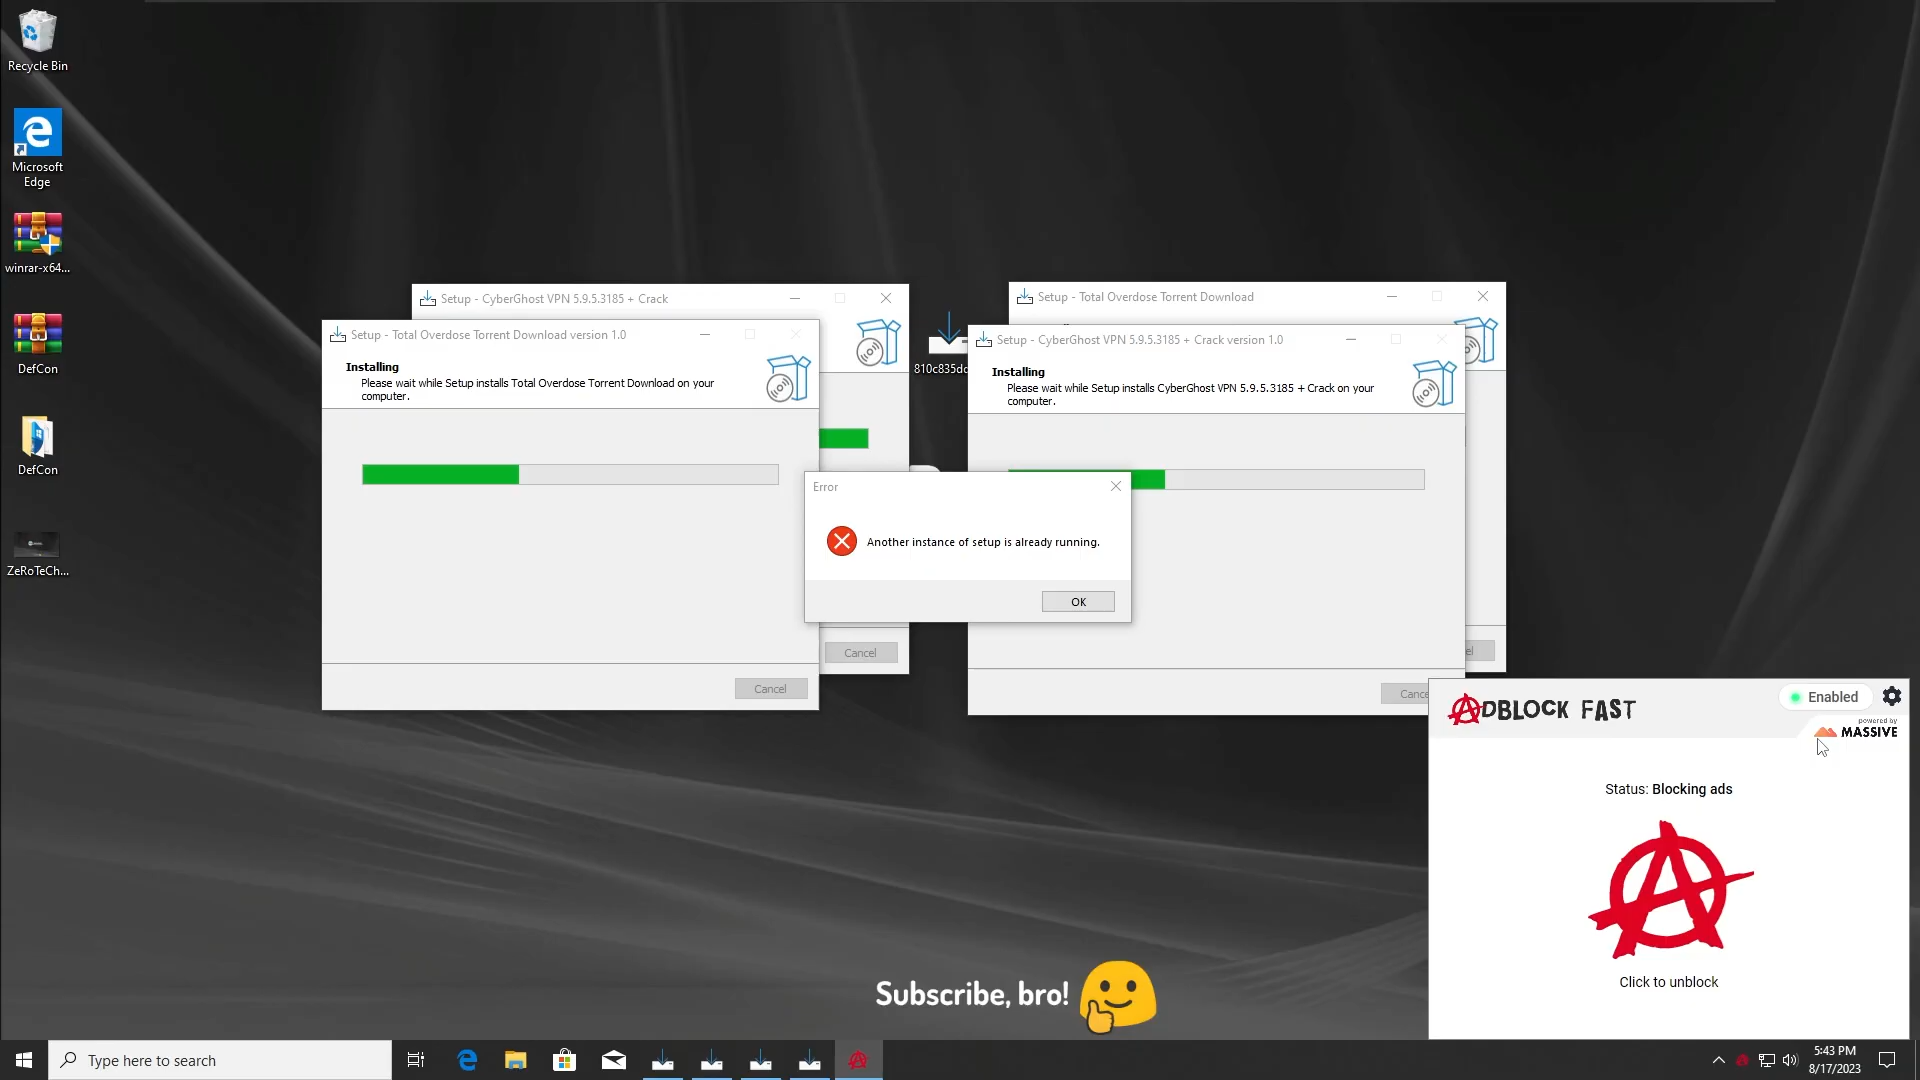 Recycle Bin
Microsoft
Edge
winrar-x64...
DefCon
DefCon
ZeRoTeCh...
Setup - CyberGhost VPN 5.9.5.3185 + Crack
Cancel
Setup - Total Overdose Torrent Download version 1.0
Installing
Please wait while Setup installs Total Overdose Torrent Download on your
computer.
Cancel
810c835dc
Setup - Total Overdose Torrent Download
Setup - CyberGhost VPN 5.9.5.3185 + Crack version 1.0
Installing
Please wait while Setup installs CyberGhost VPN 5.9.5.3185 + Crack on your
computer.
Error
Another instance of setup is already running.
OK
ADBLOCK FAST
Enabled
powered by
MASSIVE
Status: Blocking ads
Click to unblock
Subscribe, bro!
Type here to search
5:43 PM
8/17/2023